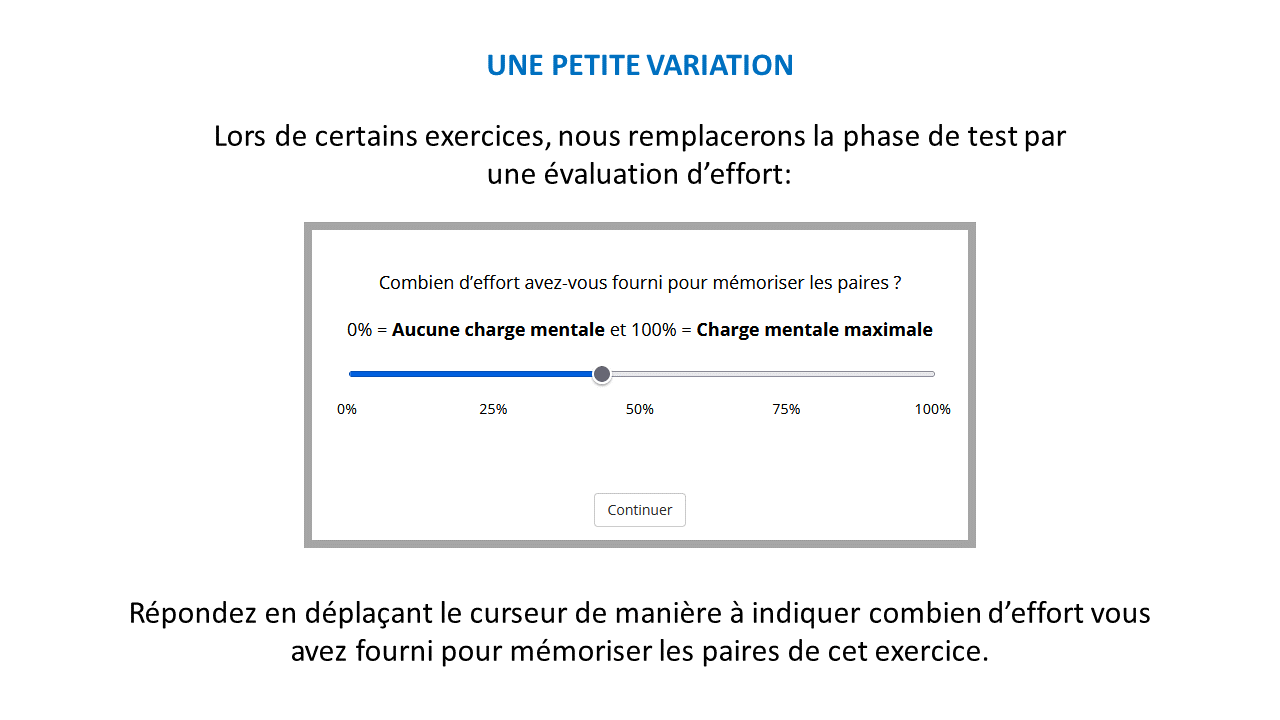 UNE PETITE VARIATION
Lors de certains exercices, nous remplacerons la phase de test par
une évaluation d’effort:
Combien d’effort avez-vous fourni pour mémoriser les paires ?
0% = Aucune charge mentale et 100% = Charge mentale maximale
0% 25% 50% 75% 100%
Continuer
Répondez en déplaçant le curseur de manière à indiquer combien d’effort vous
avez fourni pour mémoriser les paires de cet exercice.